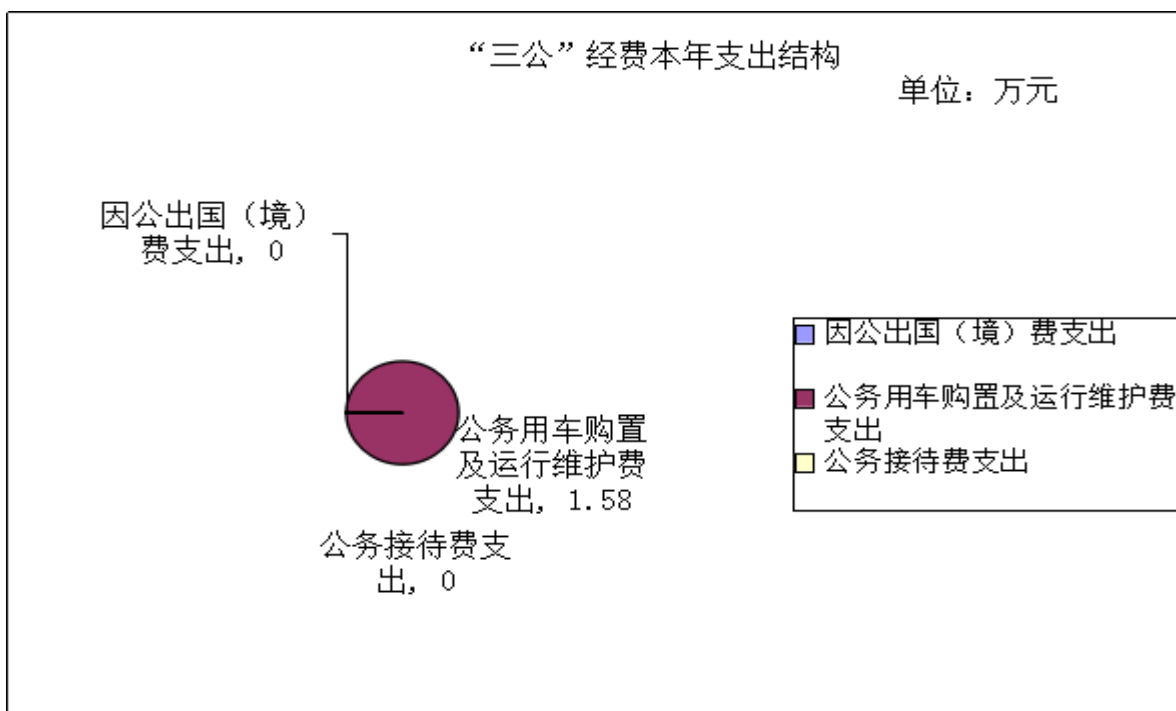 “三公”经费本年支出结构
单位：万元
因公出国（境）
费支出, 0
公务用车购置
及运行维护费
支出, 1.58
公务接待费支
出, 0
因公出国（境）费支出
公务用车购置及运行维护费
支出
公务接待费支出